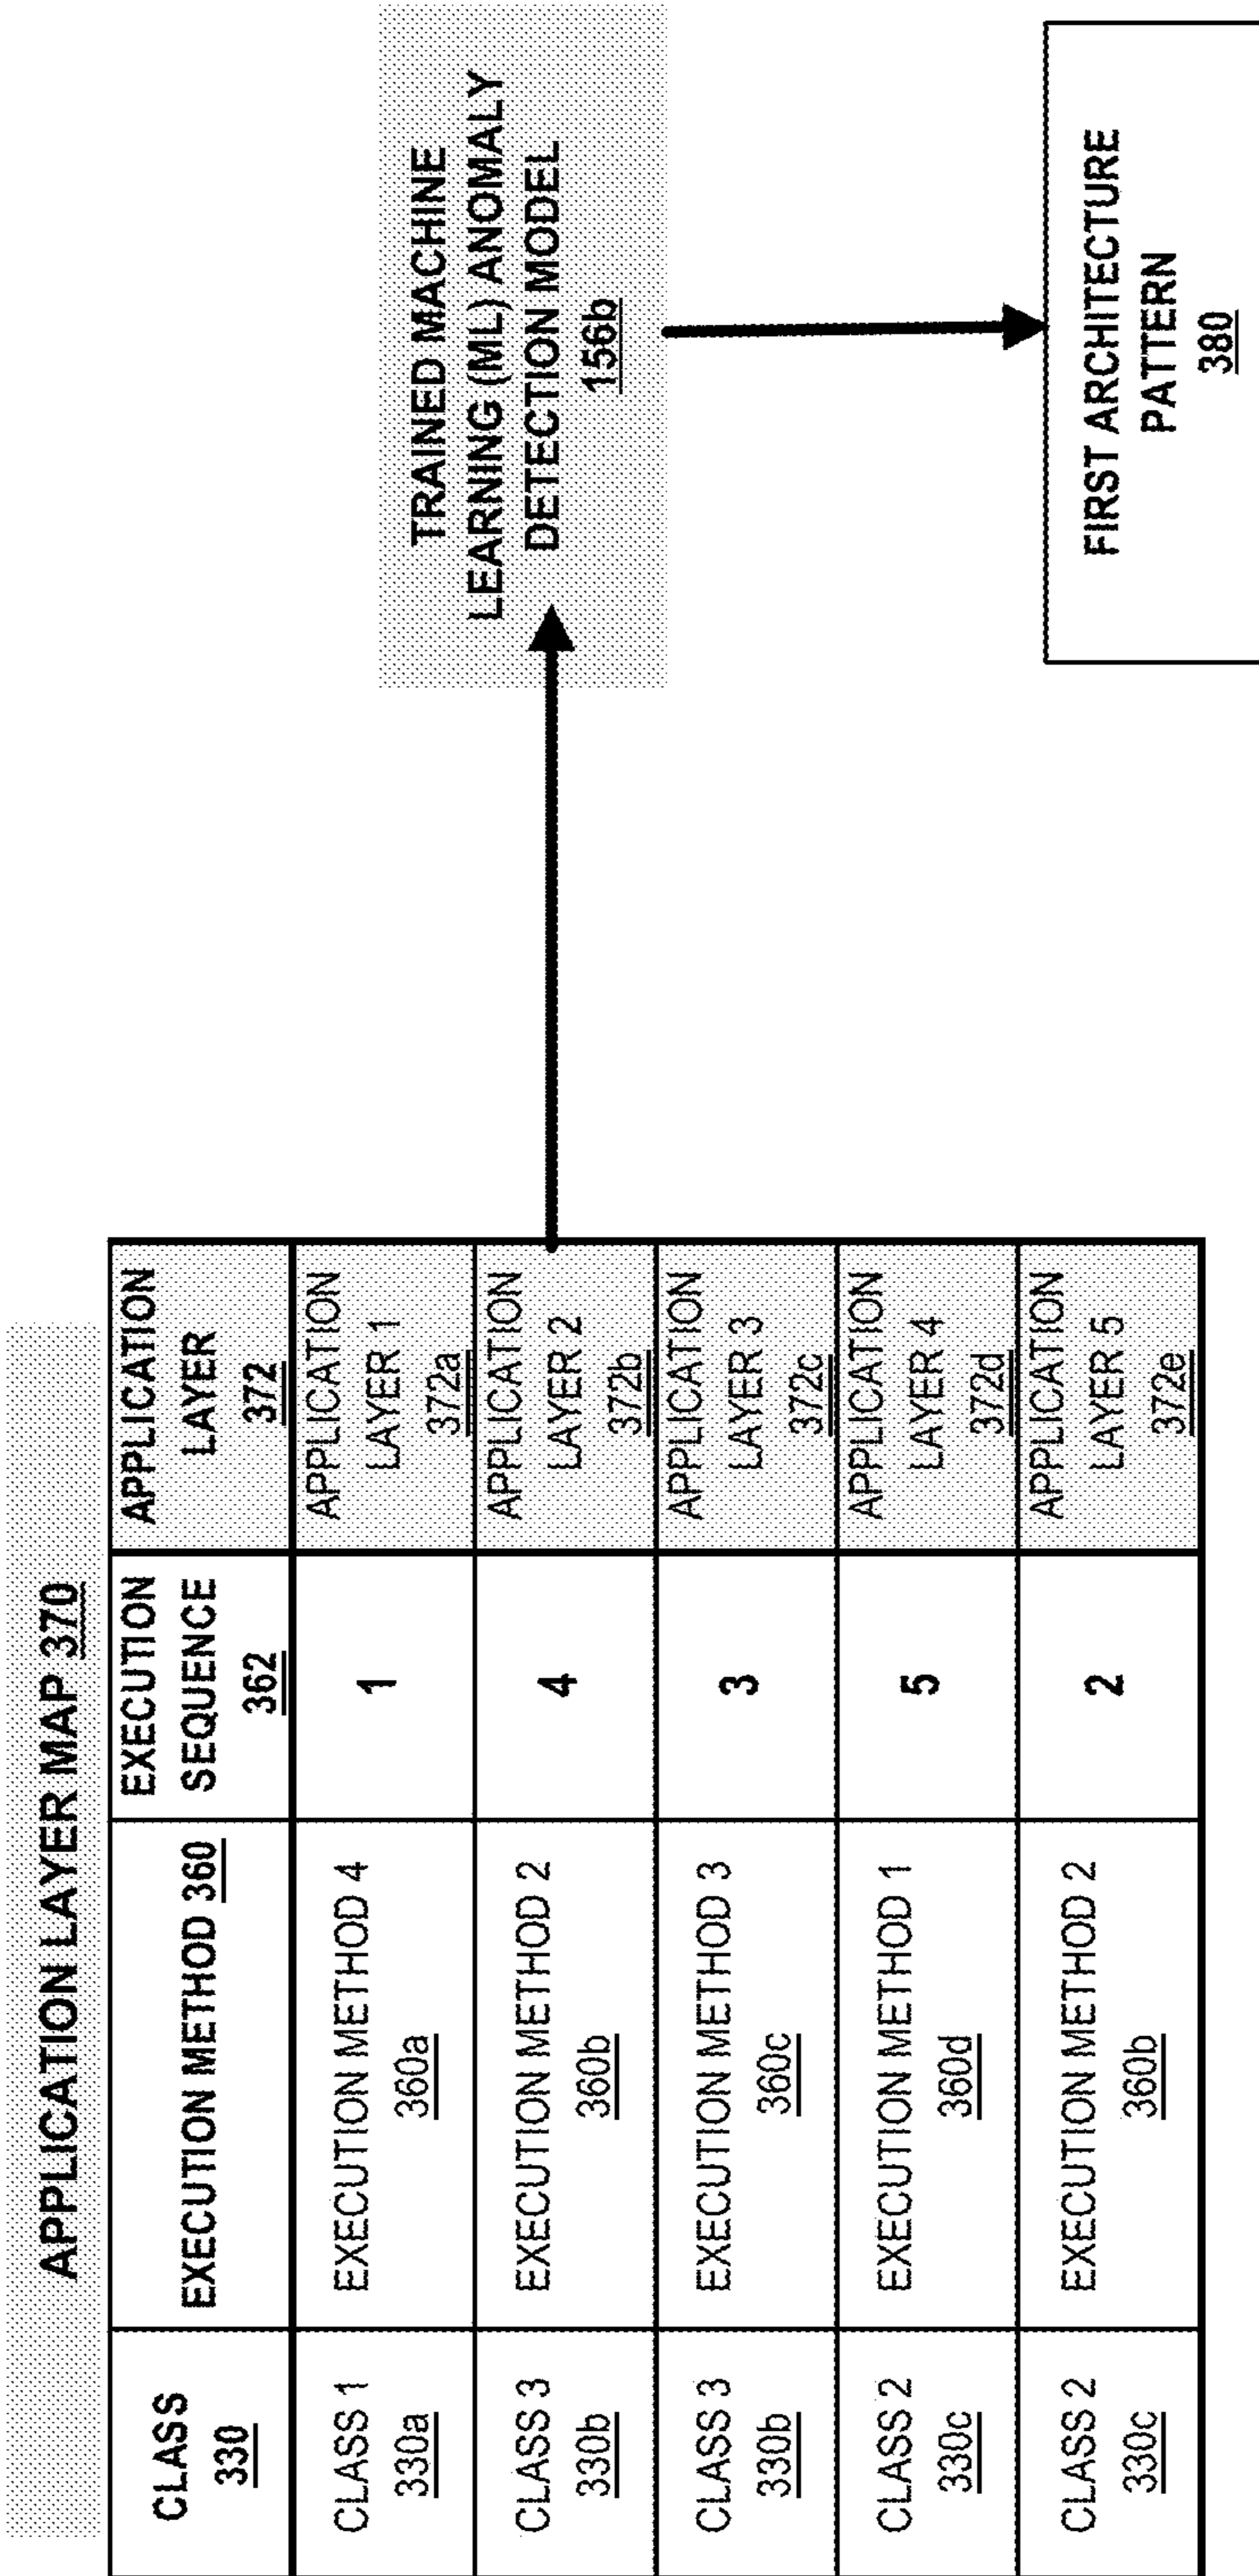 APPLICATION LAYER MAP 370
CLASS
330
EXECUTION METHOD 360
EXECUTION
SEQUENCE
362
APPLICATION
LAYER
372
CLASS 1
330a
EXECUTION METHOD 4
360a
1
APPLICATION
LAYER 1
372a
CLASS 3
330b
EXECUTION METHOD 2
360b
4
APPLICATION
LAYER 2
372b
CLASS 3
330b
EXECUTION METHOD 3
360c
3
APPLICATION
LAYER 3
372c
CLASS 2
330c
EXECUTION METHOD 1
360d
5
APPLICATION
LAYER 4
372d
CLASS 2
330c
EXECUTION METHOD 2
360b
2
APPLICATION
LAYER 5
372e
TRAINED MACHINE
LEARNING (ML) ANOMALY
DETECTION MODEL
156b
FIRST ARCHITECTURE
PATTERN
380